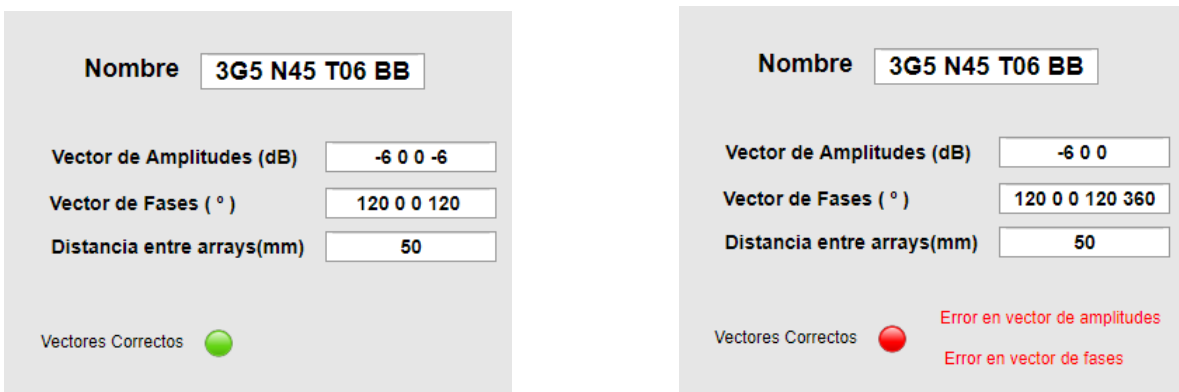 Nombre 3G5 N45 T06 BB
Vector de Amplitudes (dB) -6 0 0 -6
Vector de Fases ( º ) 120 0 0 120
Distancia entre arrays(mm) 50
Vectores Correctos
Nombre 3G5 N45 T06 BB
Vector de Amplitudes (dB) -6 0 0
Vector de Fases ( º ) 120 0 0 120 360
Distancia entre arrays(mm) 50
Vectores Correctos
Error en vector de amplitudes
Error en vector de fases